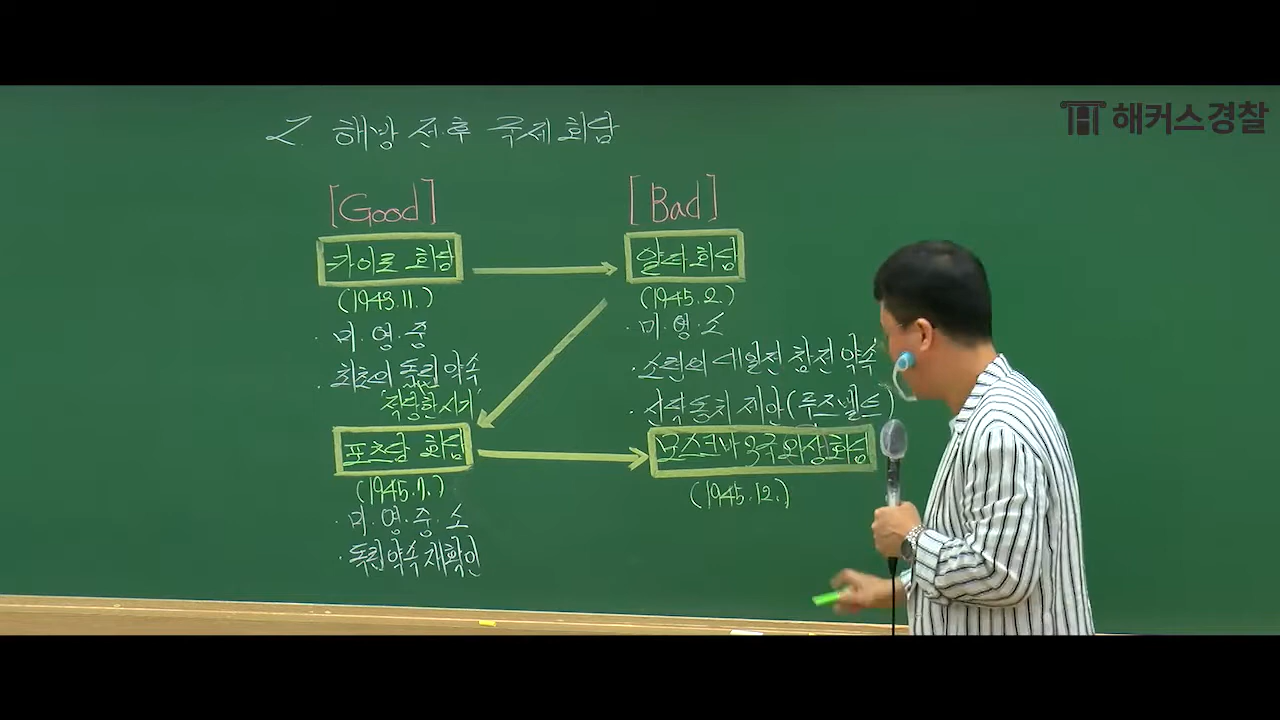 해커스경찰
2. 해방 전후 국제회담
[Good]
카이로 회담
(1943.11.)
· 미·영·중
· 최초의 독립 약속
'적당한 시기'
포츠담 회담
(1945.7.)
· 미·영·중·소
· 독립약속 재확인
[Bad]
얄타 회담
(1945.2.)
· 미·영·소
· 소련의 대일전 참전 약속
· 신탁통치 제안(루즈벨트)
모스크바 3국 외상회담
(1945.12.)